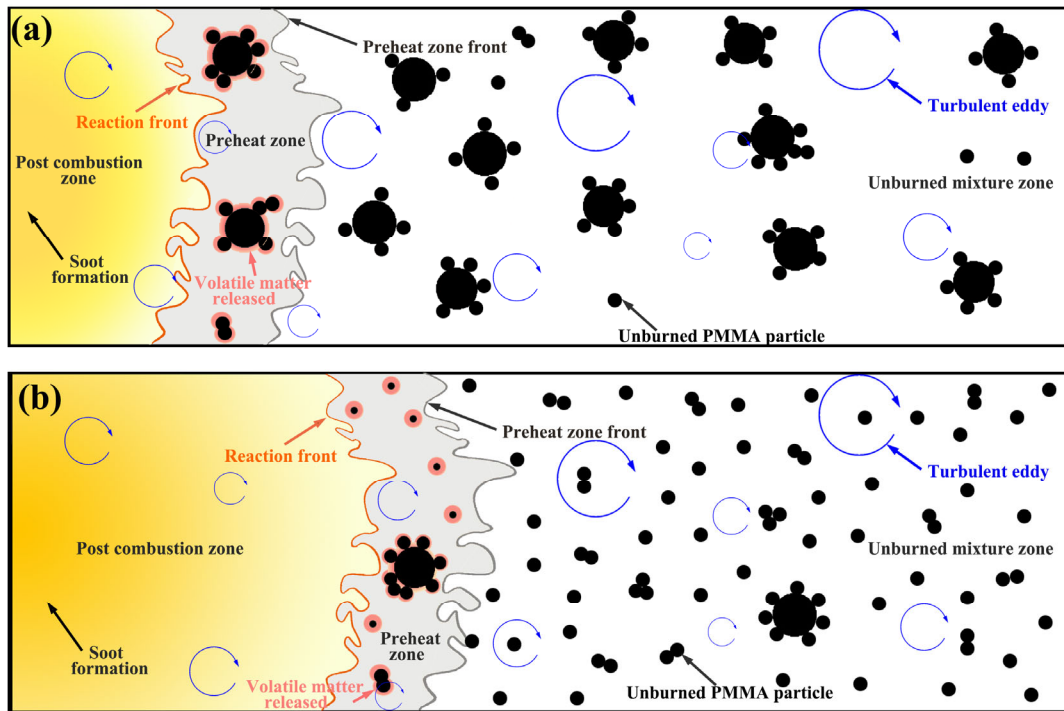 (a)
Preheat zone front
Reaction front
Preheat zone
Turbulent eddy
Post combustion
zone
Unburned mixture zone
Soot
formation
Volatile matter
released
Unburned PMMA particle
(b)
Preheat zone front
Reaction front
Turbulent eddy
Post combustion zone
Unburned mixture zone
Soot
formation
Preheat
zone
Volatile matter
released
Unburned PMMA particle